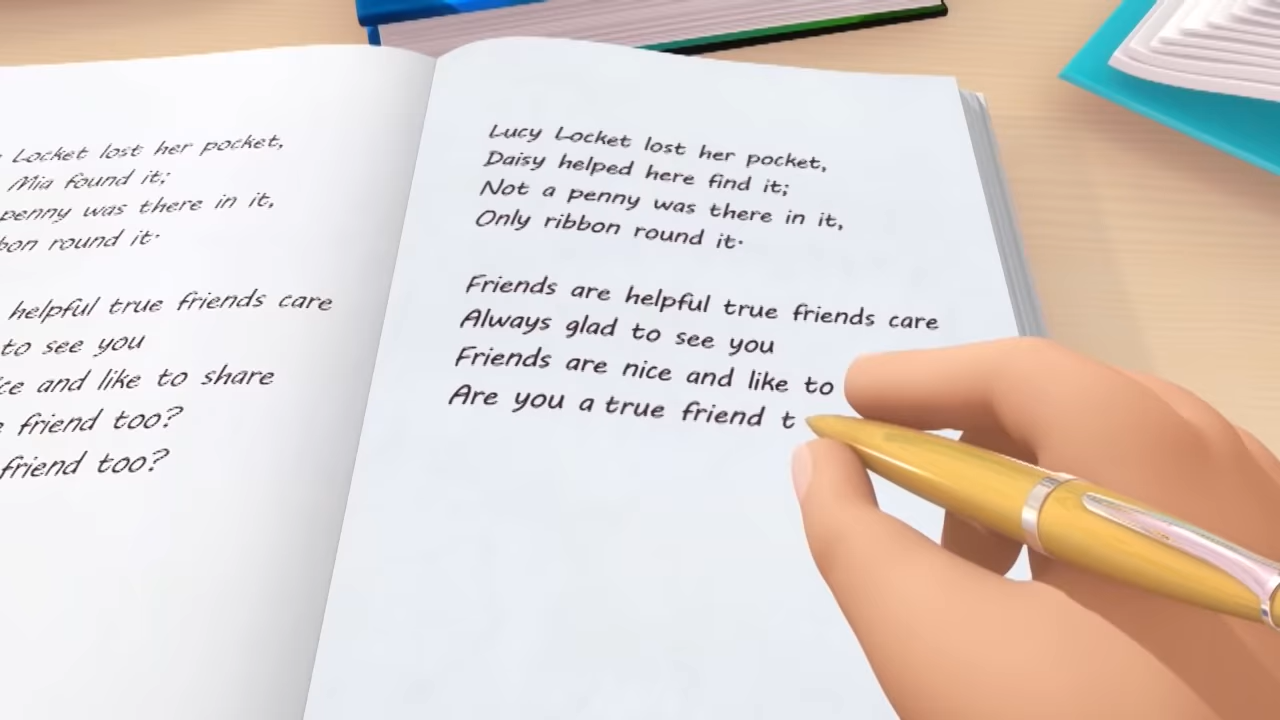 Locket lost her pocket,
Mia found it;
penny was there in it,
round it.
helpful true friends care
to see you
and like to share
friend too?
friend too?
Lucy Locket lost her pocket,
Daisy helped here find it;
Not a penny was there in it,
Only ribbon round it.
Friends are helpful true friends care
Always glad to see you
Friends are nice and like to
Are you a true friend t